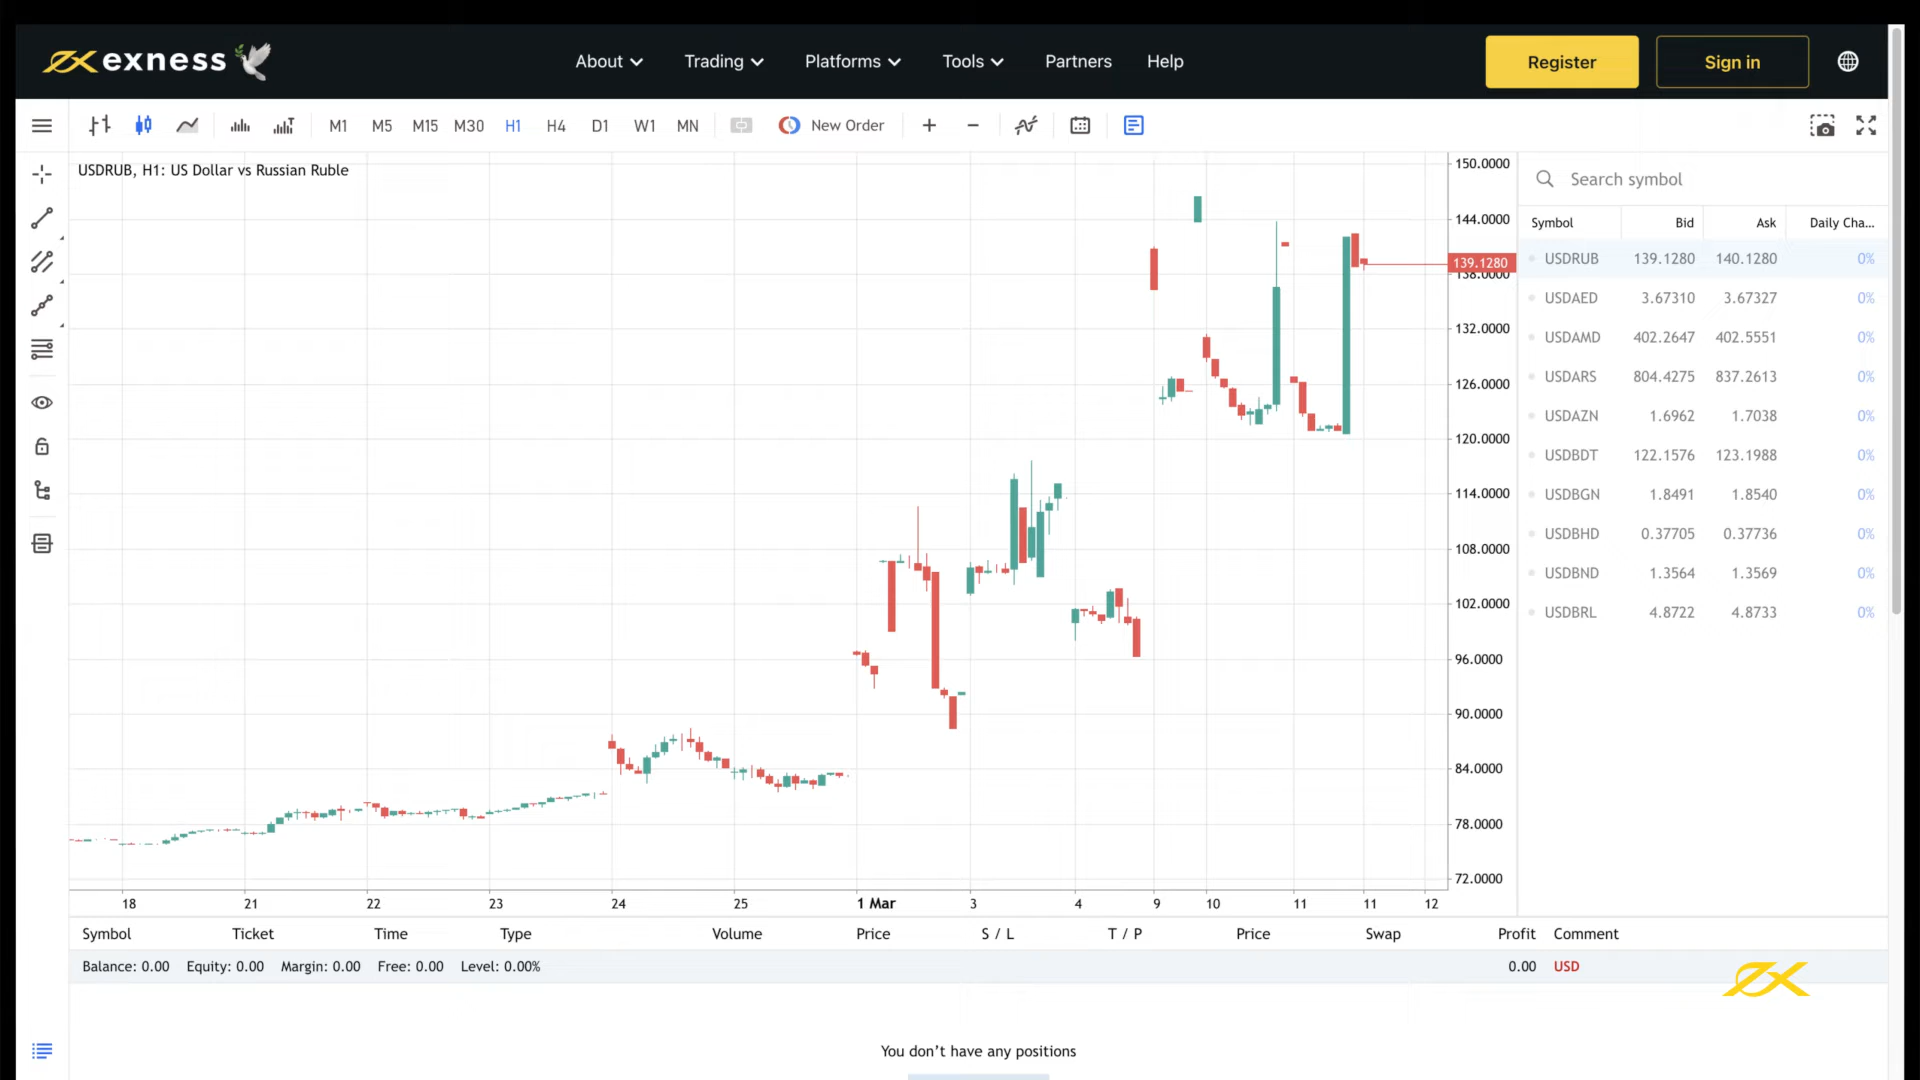 exness
About Trading Platforms Tools Partners Help
Register Sign in
M1 M5 M15 M30 H1 H4 D1 W1 MN New Order
USDRUB, H1: US Dollar vs Russian Ruble
150.0000
144.0000
139.1280
138.0000
132.0000
126.0000
120.0000
114.0000
108.0000
102.0000
96.0000
90.0000
84.0000
78.0000
72.0000
18 21 22 23 24 25 1 Mar 3 4 9 10 11 11 12
Search symbol
Symbol Bid Ask Daily Cha...
USDRUB 139.1280 140.1280 0%
USDAED 3.67310 3.67327 0%
USDAMD 402.2647 402.5551 0%
USDARS 804.4275 837.2613 0%
USDAZN 1.6962 1.7038 0%
USDBDT 122.1576 123.1988 0%
USDBGN 1.8491 1.8540 0%
USDBHD 0.37705 0.37736 0%
USDBND 1.3564 1.3569 0%
USDBRL 4.8722 4.8733 0%
Symbol Ticket Time Type Volume Price S / L T / P Price Swap Profit Comment
Balance: 0.00 Equity: 0.00 Margin: 0.00 Free: 0.00 Level: 0.00% 0.00 USD
You don't have any positions